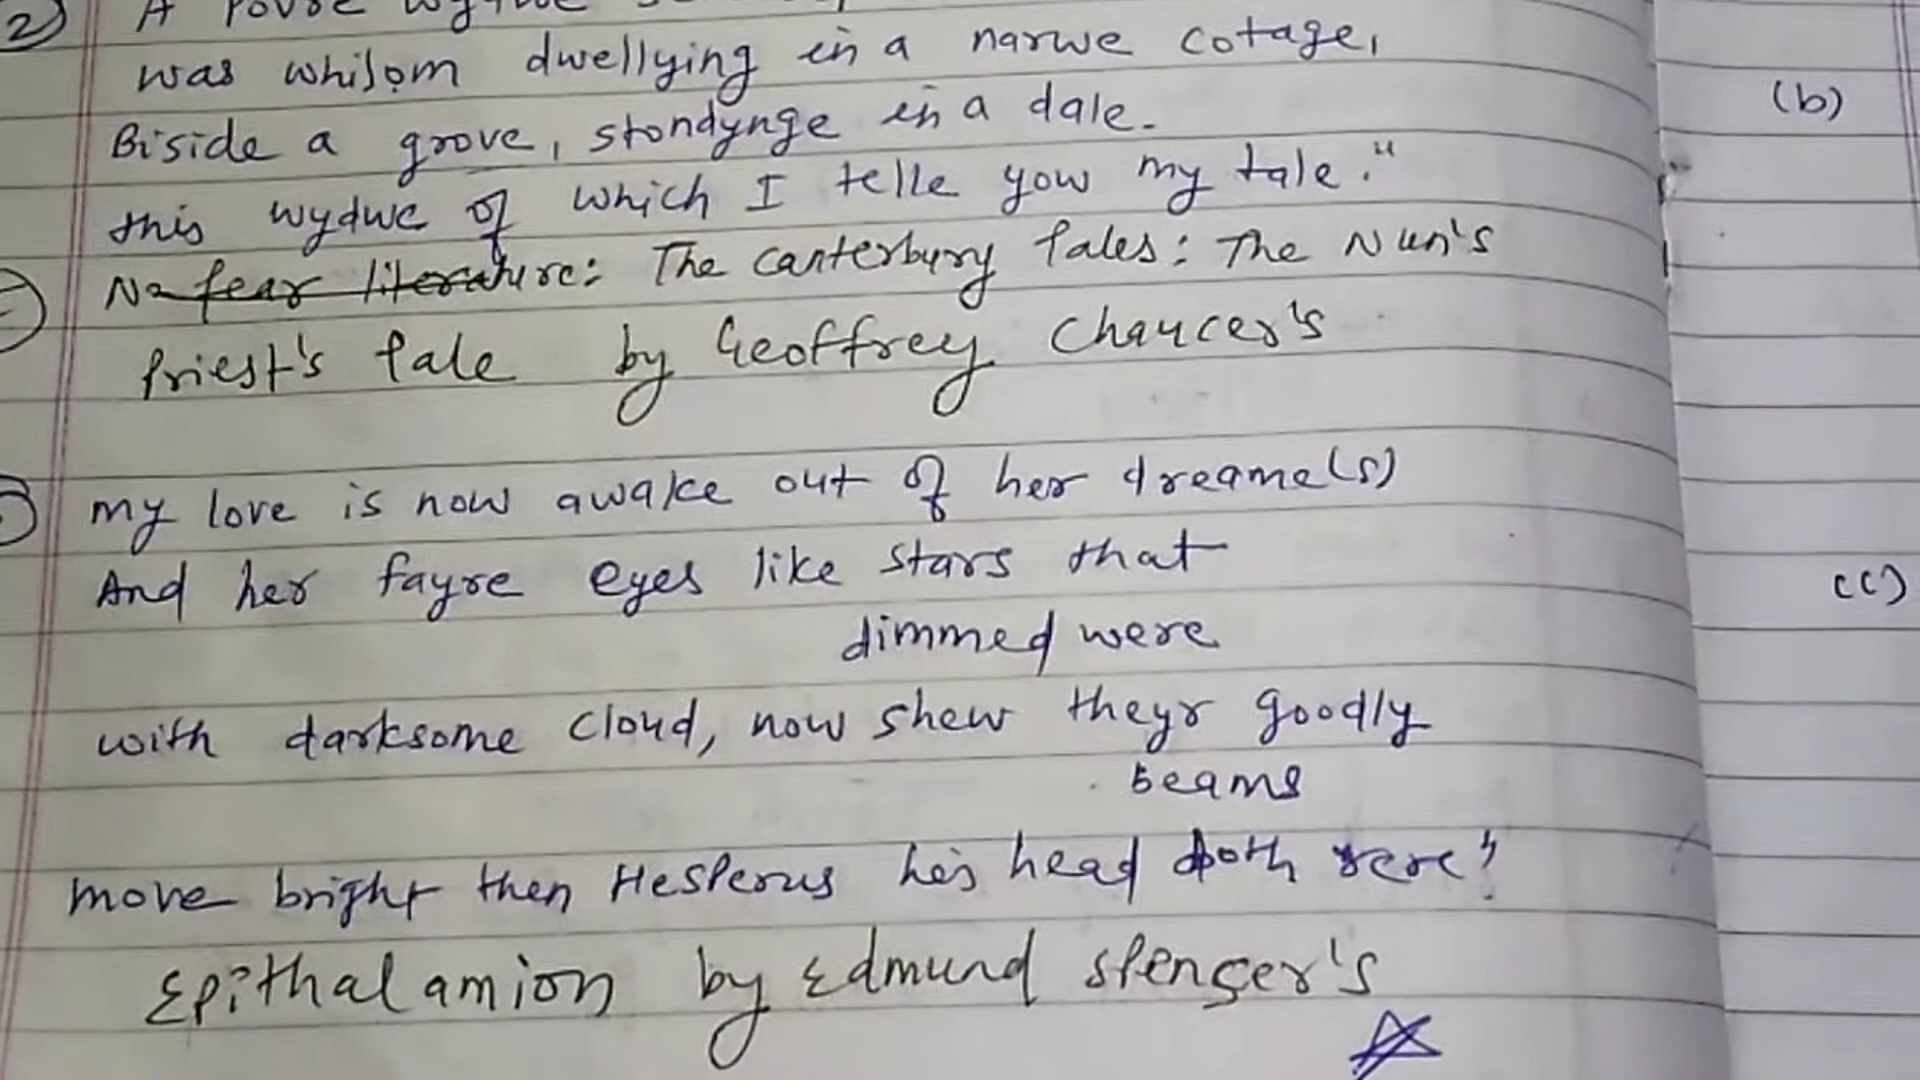 2) A Povre wydwe
was whilom dwellying in a narwe cotage,
Biside a grove, stondynge in a dale.
this wydwe of which I telle yow my tale."
No fear literature: The Canterbury Tales: The Nun's
Priest's Tale by Geoffrey Chaucer's
my love is now awake out of her dreame(s)
And her fayre eyes like stars that
dimmed were
with darksome cloud, now shew theyr goodly
beams
more bright then Hesperus his head doth rere"
Epithalamion by Edmund Spenser's
(b)
(c)